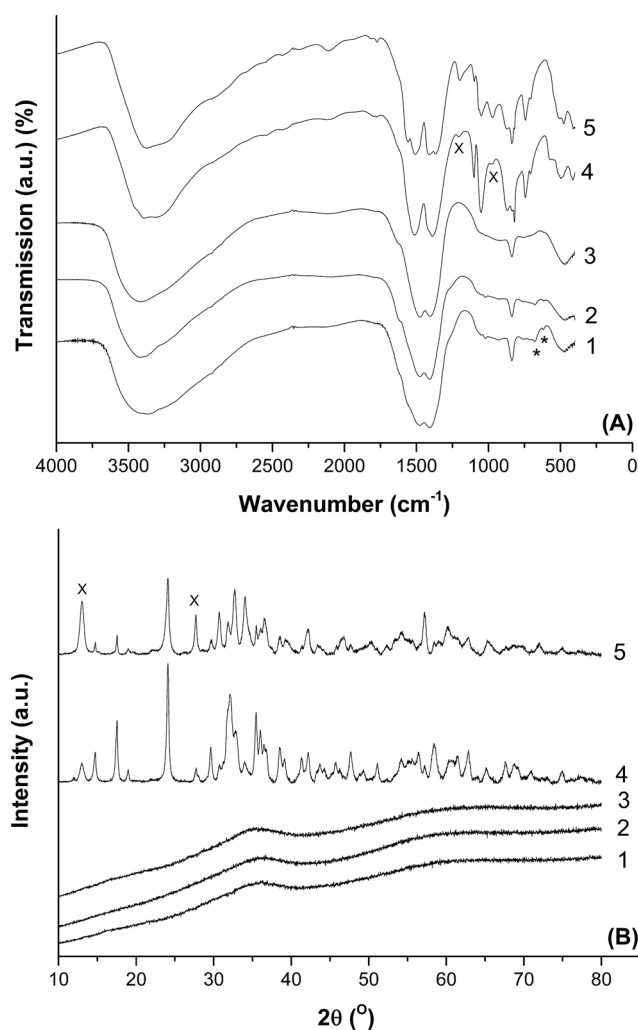 Transmission (a.u.) (%)
5
4
X
X
3
2
1
*
*
(A)
4000 3500 3000 2500 2000 1500 1000 500 0
Wavenumber (cm⁻¹)
Intensity (a.u.)
X
X
5
4
3
2
1
(B)
10 20 30 40 50 60 70 80
2θ (°)